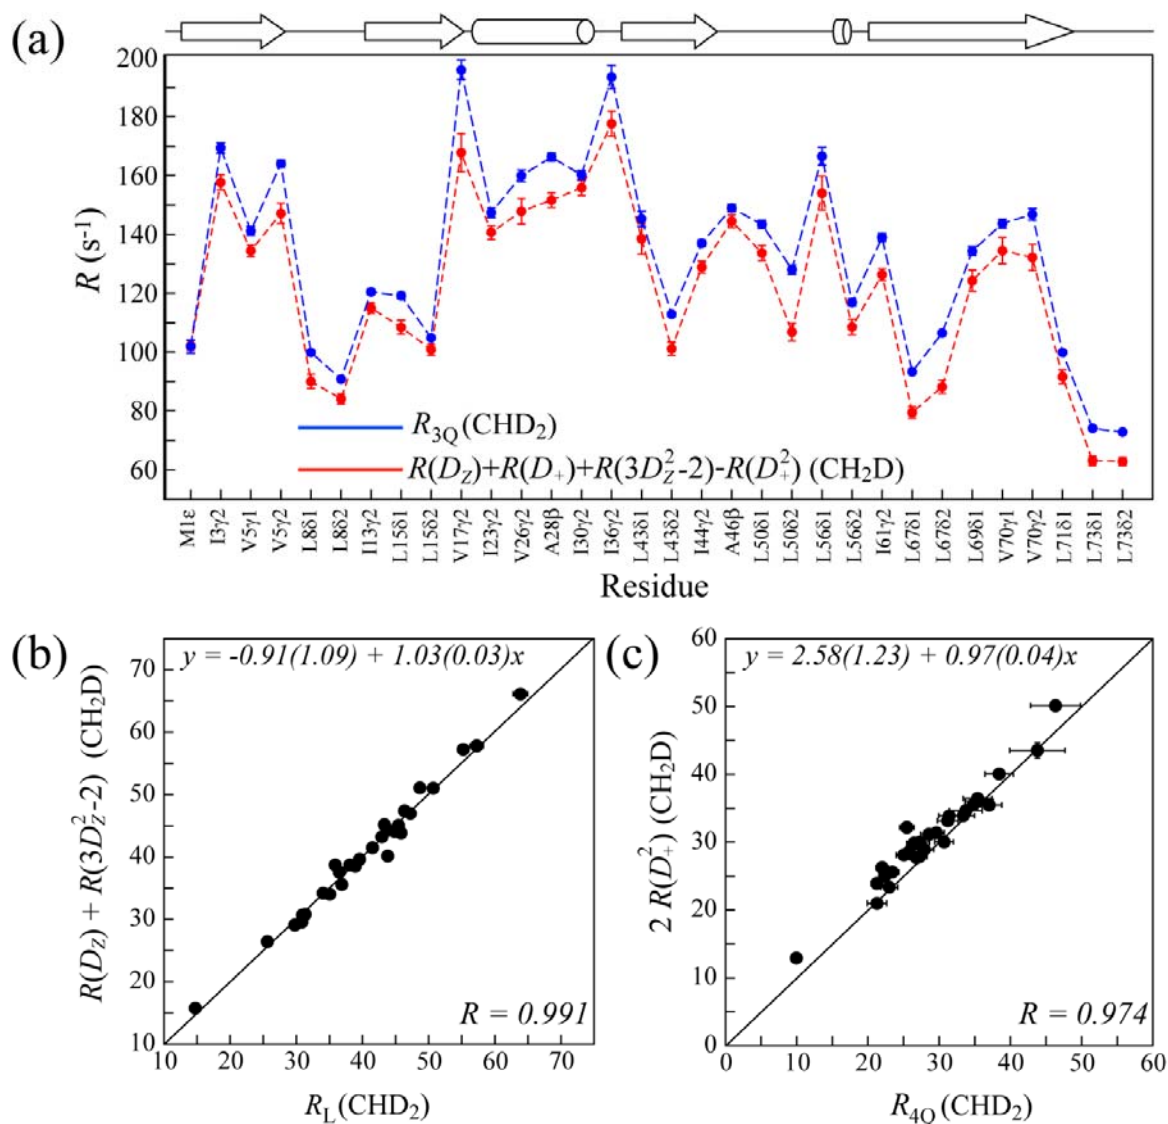 (a)
200
180
160
140
120
100
80
60
R (s⁻¹)
R₃Q (CHD₂)
R(D_Z)+R(D₊)+R(3D_Z²-2)-R(D₊²) (CH₂D)
M1ε
I3γ2
V5γ1
V5γ2
L8δ1
L8δ2
I13γ2
L15δ1
L15δ2
V17γ2
I23γ2
V26γ2
A28β
I30γ2
I36γ2
L43δ1
L43δ2
I44γ2
A46β
L50δ1
L50δ2
L56δ1
L56δ2
I61γ2
L67δ1
L67δ2
L69δ1
V70γ1
V70γ2
L71δ1
L73δ1
L73δ2
Residue
(b)
y = -0.91(1.09) + 1.03(0.03)x
70
60
50
40
30
20
10
R(D_Z) + R(3D_Z²-2) (CH₂D)
R = 0.991
10 20 30 40 50 60 70
R_L (CHD₂)
(c)
y = 2.58(1.23) + 0.97(0.04)x
60
50
40
30
20
10
0
2 R(D₊²) (CH₂D)
R = 0.974
0 10 20 30 40 50 60
R₄Q (CHD₂)